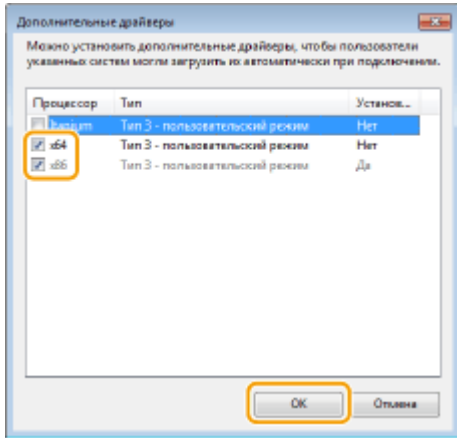 Дополнительные драйверы
Можно установить дополнительные драйверы, чтобы пользователи
указанных систем могли загрузить их автоматически при подключении.
Процессор Тип Установ...
Itanium Тип 3 - пользовательский режим Нет
x64 Тип 3 - пользовательский режим Нет
x86 Тип 3 - пользовательский режим Да
OK Отмена